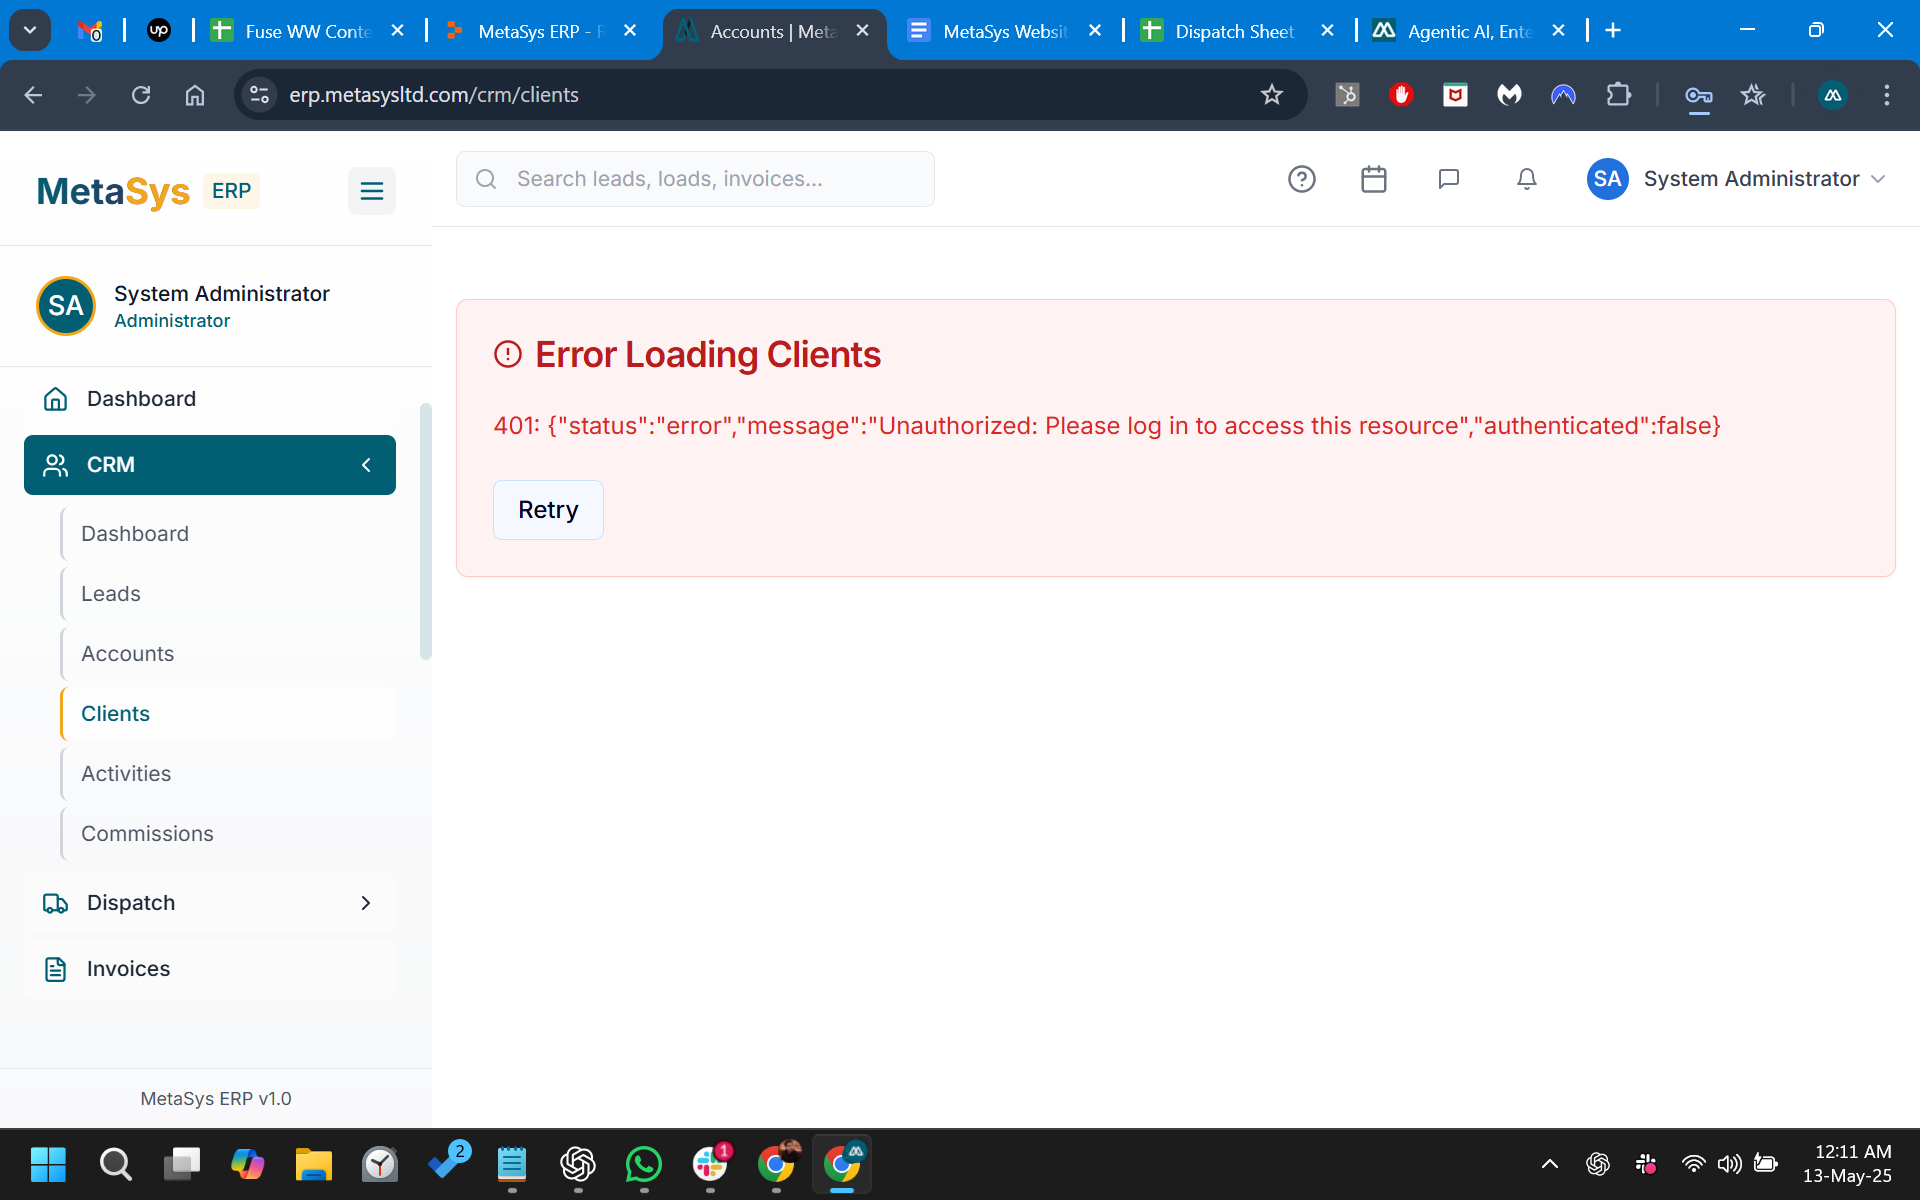 up
Fuse WW Conte
MetaSys ERP - R
Accounts | Meta
MetaSys Websit
Dispatch Sheet
Agentic AI, Ente
erp.metasysltd.com/crm/clients
MetaSys ERP
Search leads, loads, invoices...
SA System Administrator
SA
System Administrator
Administrator
Error Loading Clients
401: {"status":"error","message":"Unauthorized: Please log in to access this resource","authenticated":false}
Retry
Dashboard
CRM
Dashboard
Leads
Accounts
Clients
Activities
Commissions
Dispatch
Invoices
MetaSys ERP v1.0
2
1
12:11 AM
13-May-25